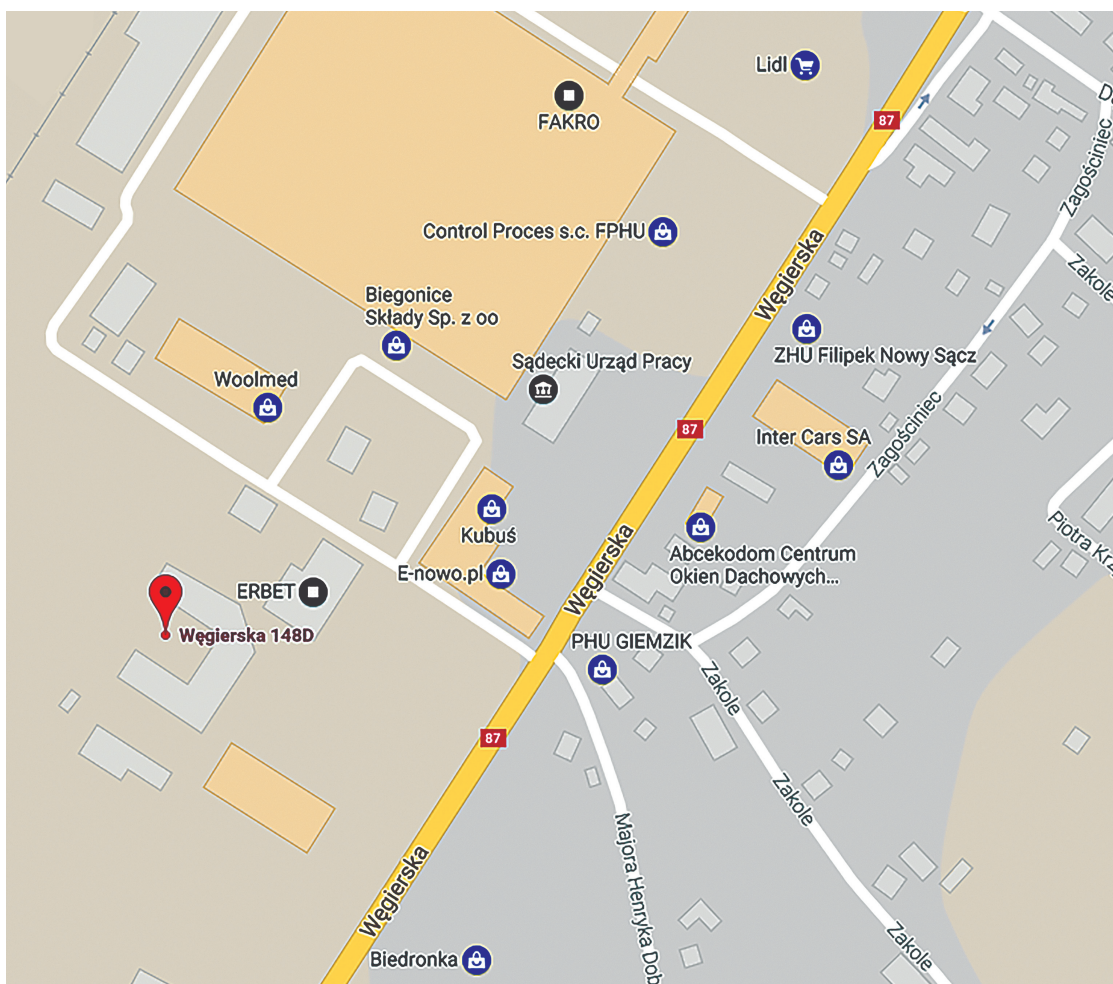 Lidl
FAKRO
87
D
Zagościniec
Control Proces s.c. FPHU
Węgierska
Zakole
Biegonice
Składy Sp. z oo
ZHU Filipek Nowy Sącz
Sądecki Urząd Pracy
Woolmed
87
Inter Cars SA
Zagościniec
Kubuś
Piotra Krz
Abcekodom Centrum
Okien Dachowych...
E-nowo.pl
Węgierska
ERBET
Węgierska 148D
PHU GIEMZIK
Zakole
87
Zakole
Majora Henryka Dob
Węgierska
Zakole
Biedronka